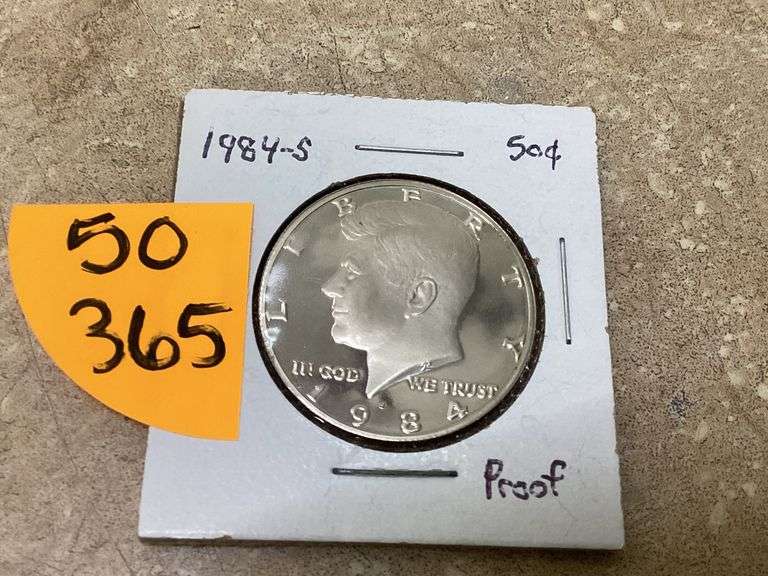 1984-S 50¢
50
365
LIBERTY
IN GOD WE TRUST
1984
Proof